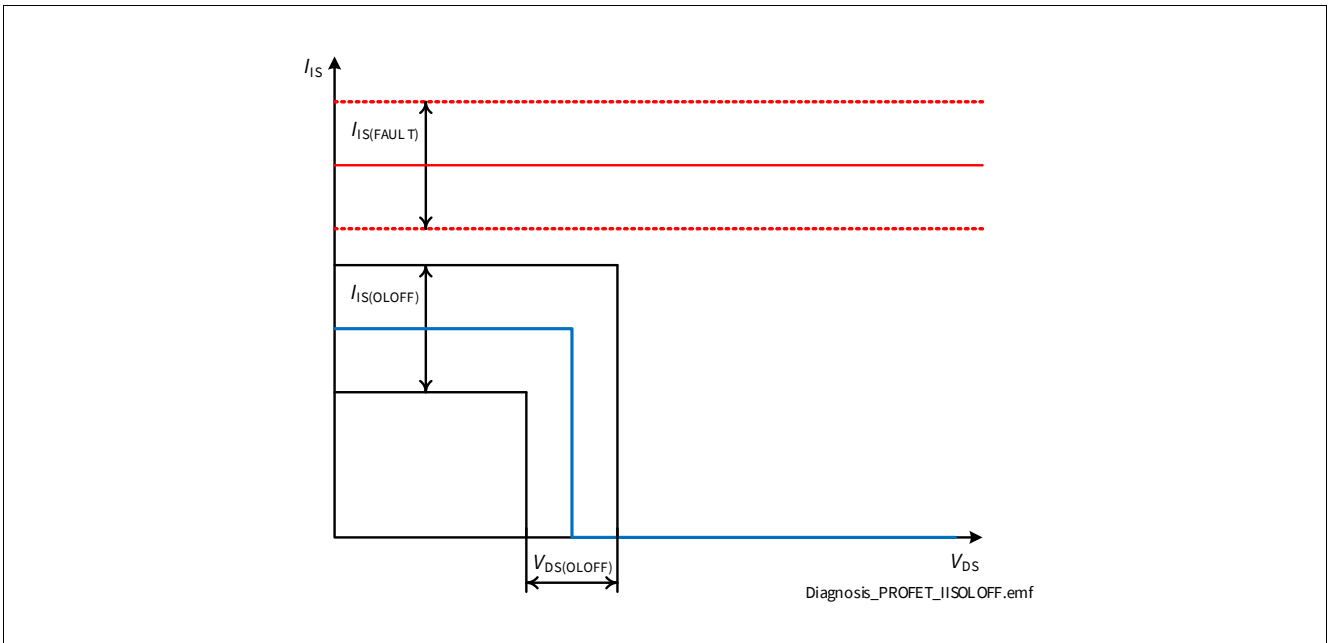 IIS
IIS(FAULT)
IIS(OLOFF)
VDS(OLOFF)
VDS
Diagnosis_PROFET_IISOLOFF.emf